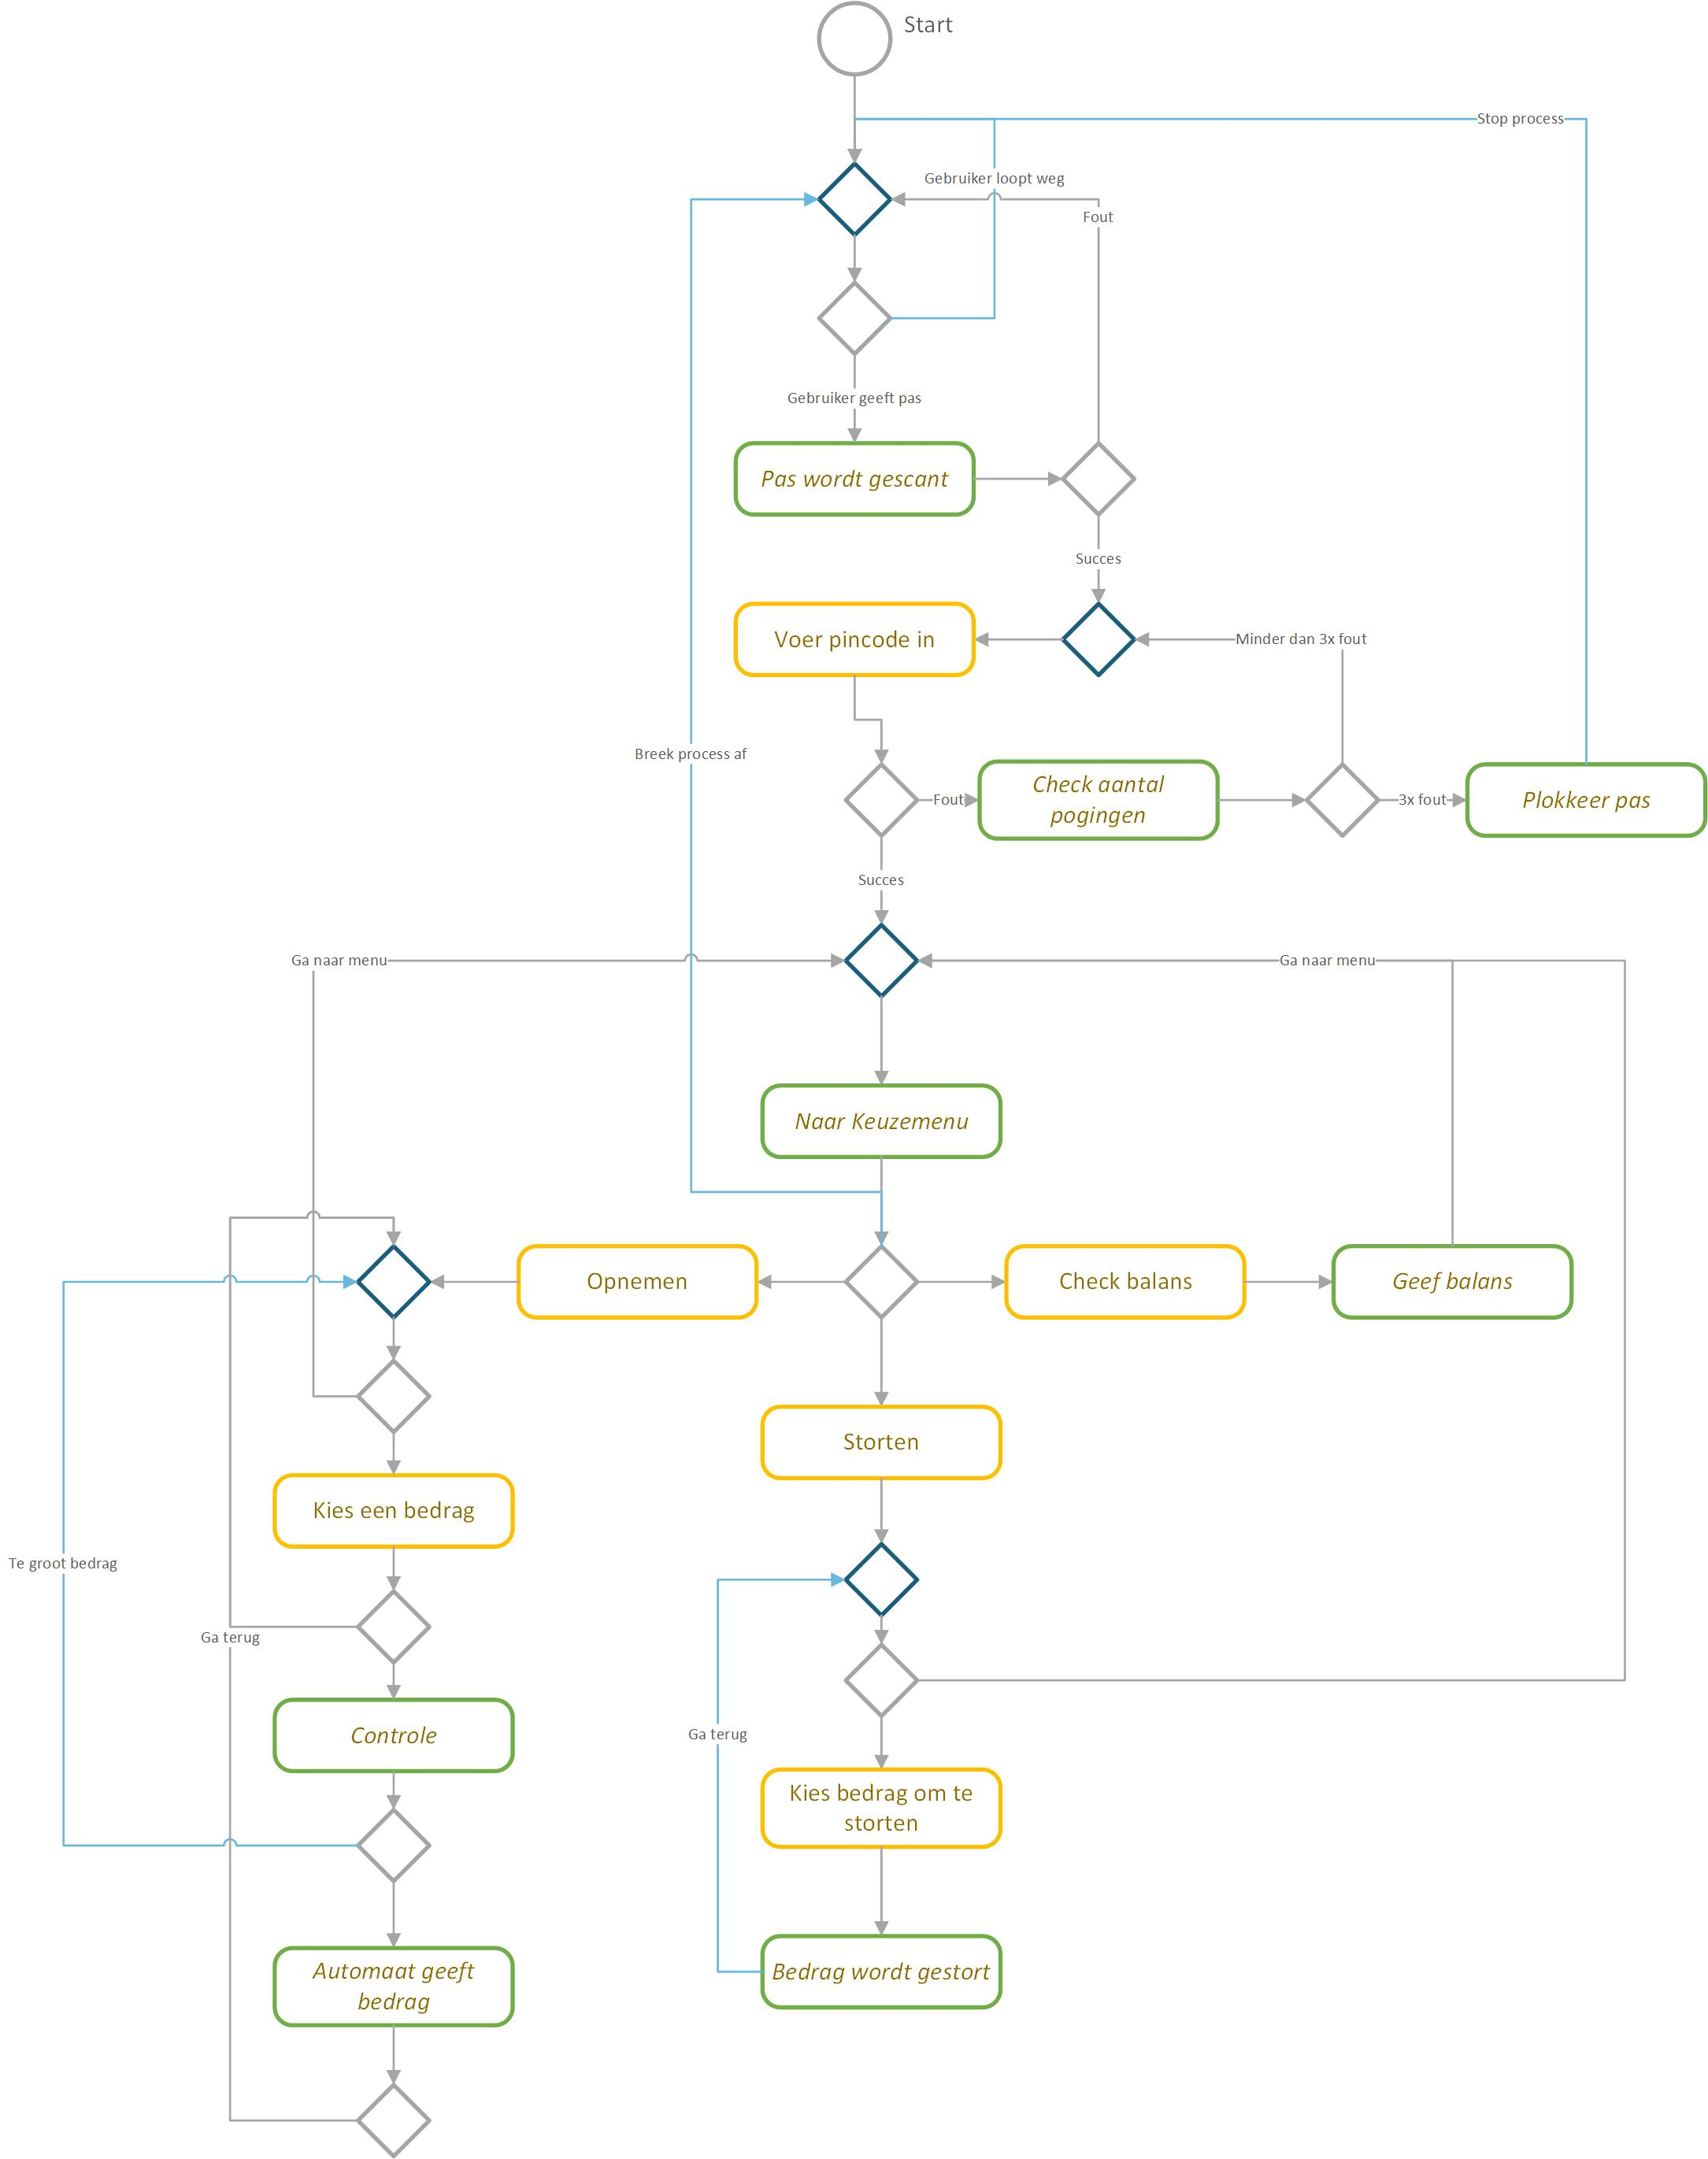 Start
Stop process
Gebruiker loopt weg
Fout
Gebruiker geeft pas
Pas wordt gescant
Succes
Voer pincode in
Minder dan 3x fout
Breek process af
Fout
Check aantal
pogingen
3x fout
Plokkeer pas
Succes
Ga naar menu
Ga naar menu
Naar Keuzemenu
Opnemen
Check balans
Geef balans
Storten
Kies een bedrag
Te groot bedrag
Ga terug
Controle
Ga terug
Kies bedrag om te
storten
Automaat geeft
bedrag
Bedrag wordt gestort